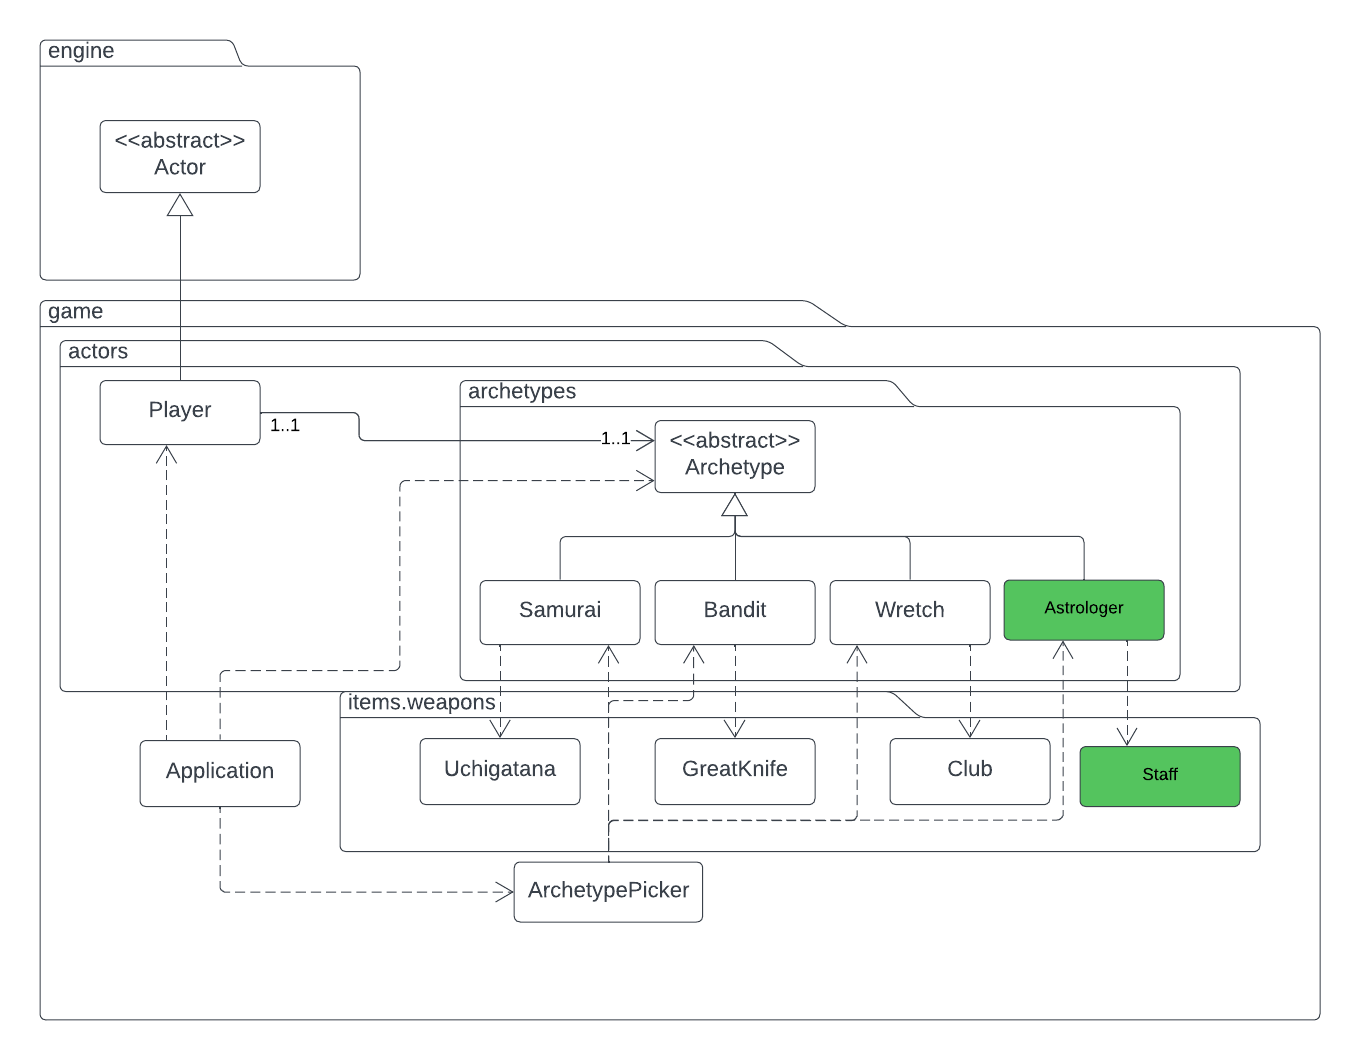 engine
<<abstract>>
Actor
game
actors
Player
1..1
archetypes
1..1
<<abstract>>
Archetype
Samurai
Bandit
Wretch
Astrologer
items.weapons
Application
Uchigatana
GreatKnife
Club
Staff
ArchetypePicker